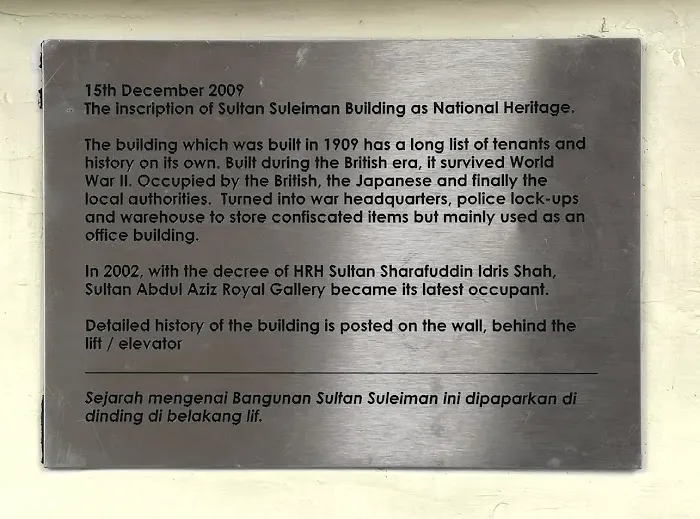 15th December 2009
The inscription of Sultan Suleiman Building as National Heritage.
The building which was built in 1909 has a long list of tenants and
history on its own. Built during the British era, it survived World
War II. Occupied by the British, the Japanese and finally the
local authorities. Turned into war headquarters, police lock-ups
and warehouse to store confiscated items but mainly used as an
office building.
In 2002, with the decree of HRH Sultan Sharafuddin Idris Shah,
Sultan Abdul Aziz Royal Gallery became its latest occupant.
Detailed history of the building is posted on the wall, behind the
lift / elevator
Sejarah mengenai Bangunan Sultan Suleiman ini dipaparkan di
dinding di belakang lif.